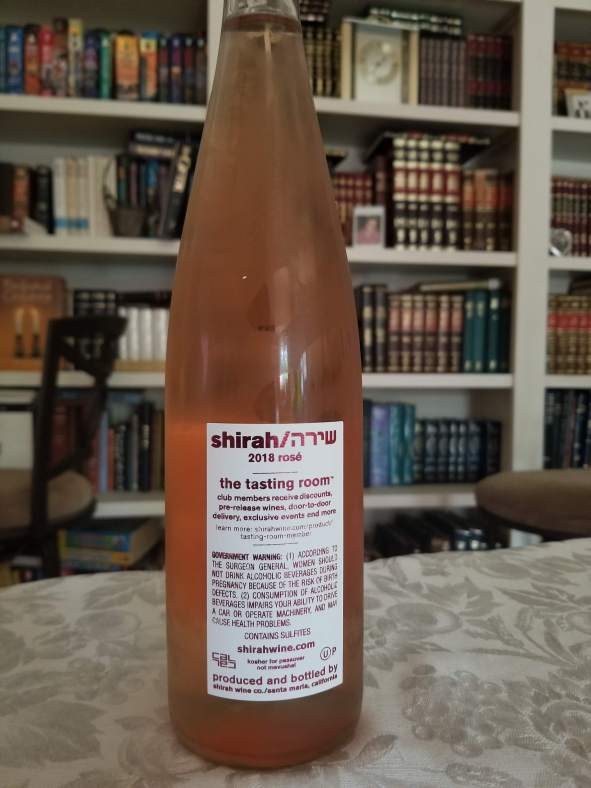 shirah/שירה
2018 rosé
the tasting room™
club members receive discounts,
pre-release wines, door-to-door
delivery, exclusive events and more
learn more: shirahwine.com/product/
tasting-room-member
GOVERNMENT WARNING: (1) ACCORDING TO
THE SURGEON GENERAL, WOMEN SHOULD
NOT DRINK ALCOHOLIC BEVERAGES DURING
PREGNANCY BECAUSE OF THE RISK OF BIRTH
DEFECTS. (2) CONSUMPTION OF ALCOHOLIC
BEVERAGES IMPAIRS YOUR ABILITY TO DRIVE
A CAR OR OPERATE MACHINERY, AND MAY
CAUSE HEALTH PROBLEMS.
CONTAINS SULFITES
shirahwine.com
kosher for passover
not mevushal
U P
produced and bottled by
shirah wine co./santa maria, california